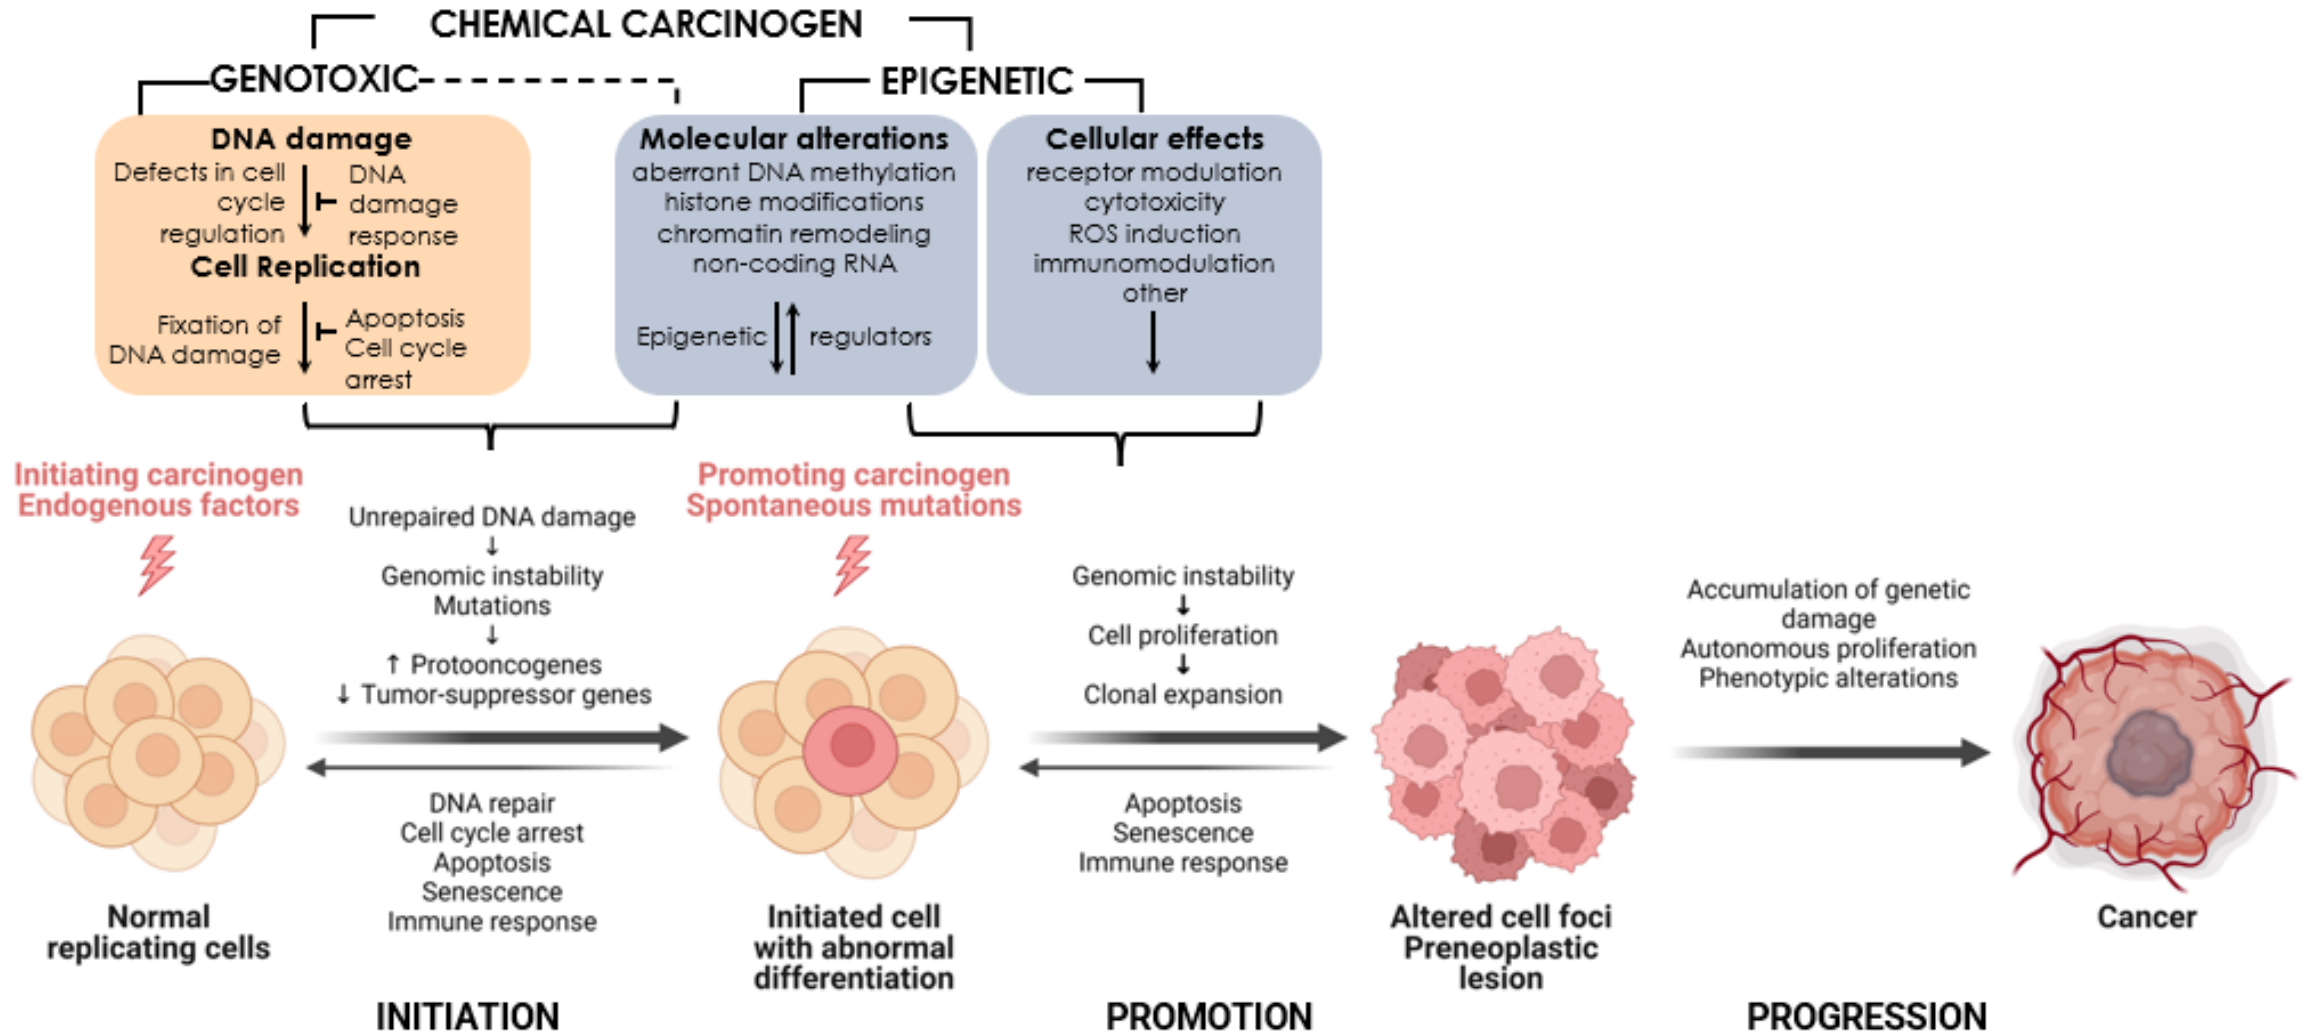 CHEMICAL CARCINOGEN
GENOTOXIC
EPIGENETIC
DNA damage
Defects in cell
cycle
regulation
DNA
damage
response
Cell Replication
Fixation of
DNA damage
Apoptosis
Cell cycle
arrest
Molecular alterations
aberrant DNA methylation
histone modifications
chromatin remodeling
non-coding RNA
Epigenetic
regulators
Cellular effects
receptor modulation
cytotoxicity
ROS induction
immunomodulation
other
Initiating carcinogen
Endogenous factors
Unrepaired DNA damage
↓
Genomic instability
Mutations
↓
↑ Protooncogenes
↓ Tumor-suppressor genes
DNA repair
Cell cycle arrest
Apoptosis
Senescence
Immune response
Promoting carcinogen
Spontaneous mutations
Genomic instability
↓
Cell proliferation
↓
Clonal expansion
Apoptosis
Senescence
Immune response
Accumulation of genetic
damage
Autonomous proliferation
Phenotypic alterations
Normal
replicating cells
Initiated cell
with abnormal
differentiation
Altered cell foci
Preneoplastic
lesion
Cancer
INITIATION
PROMOTION
PROGRESSION